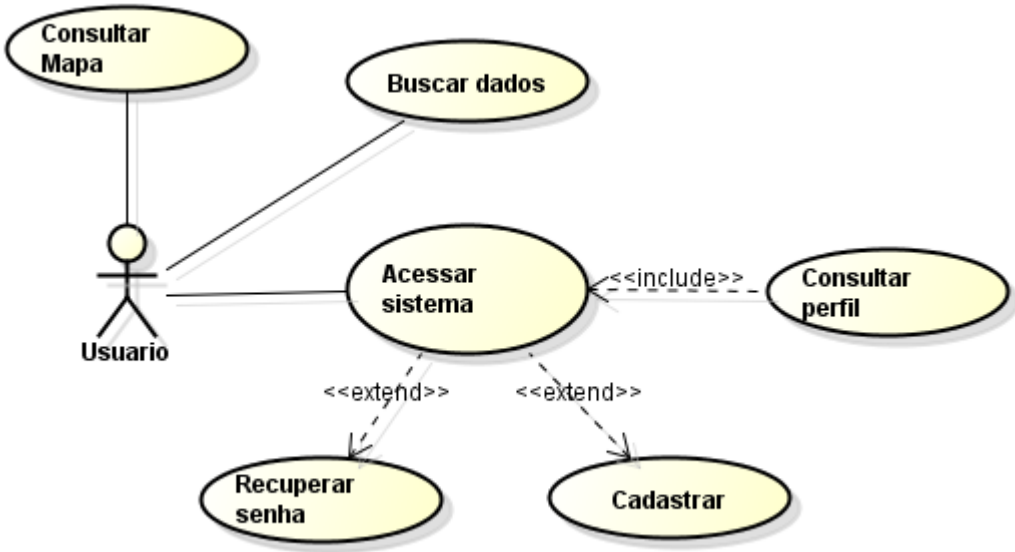 Consultar
Mapa
Buscar dados
Acessar
sistema
<<include>>
Consultar
perfil
Usuario
<<extend>>
<<extend>>
Recuperar
senha
Cadastrar